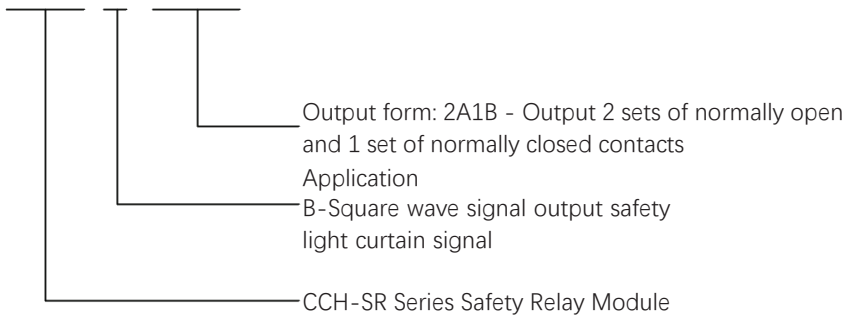 Output form: 2A1B - Output 2 sets of normally open
and 1 set of normally closed contacts
Application
B-Square wave signal output safety
light curtain signal
CCH-SR Series Safety Relay Module